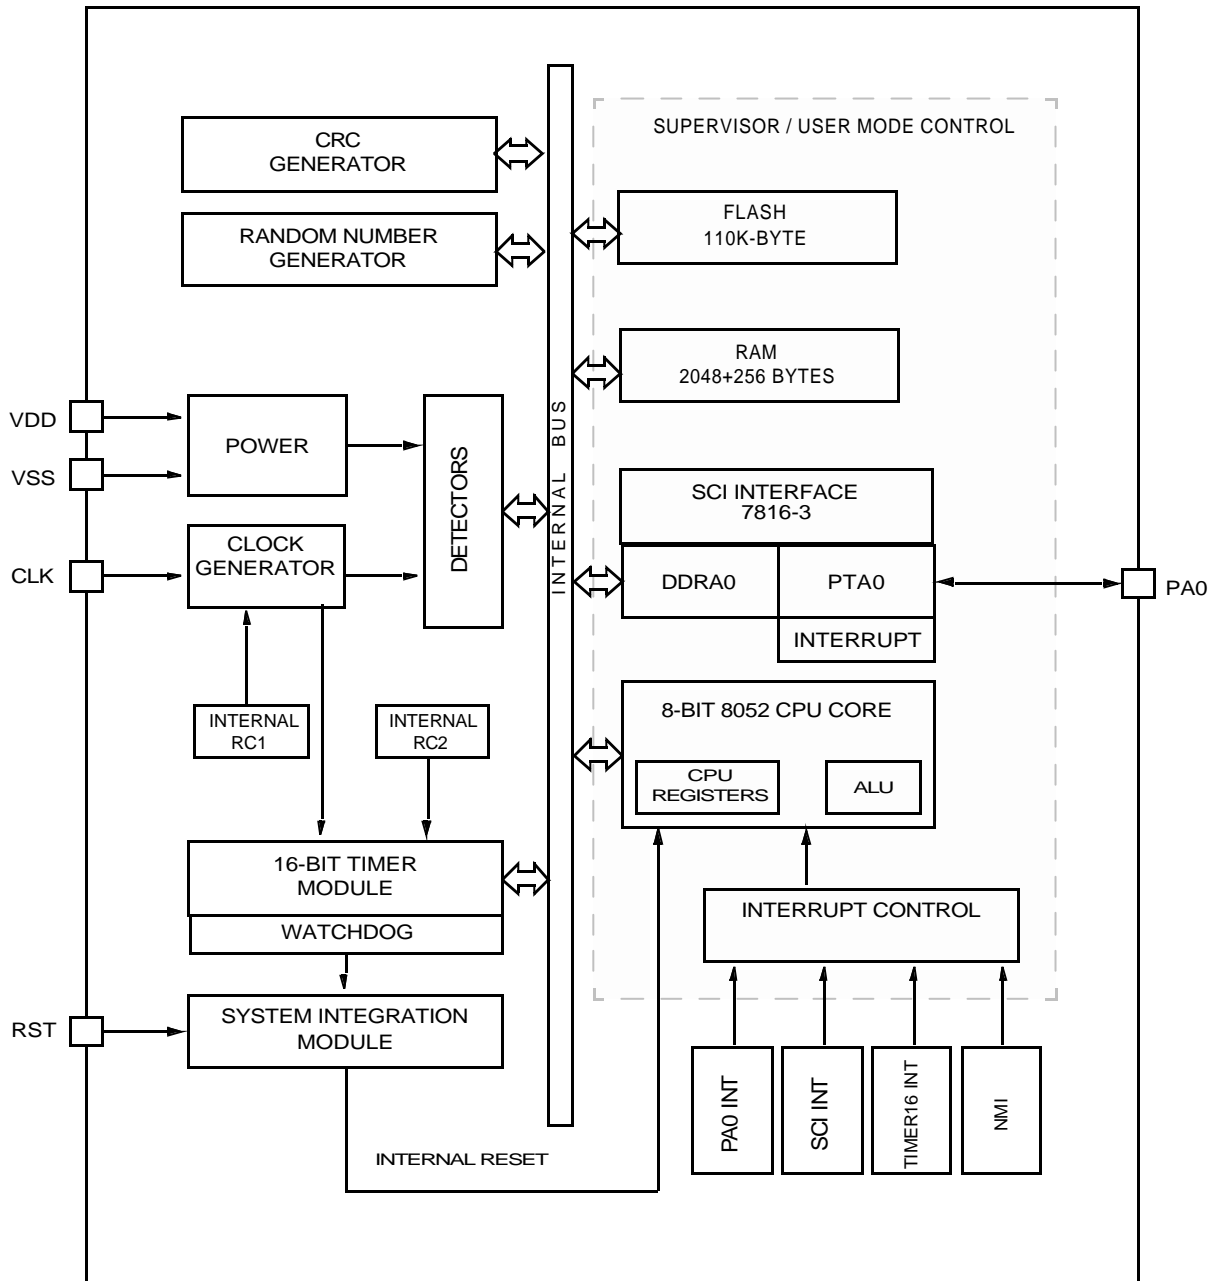 CRC
GENERATOR
RANDOM NUMBER
GENERATOR
SUPERVISOR / USER MODE CONTROL
FLASH
110K-BYTE
RAM
2048+256 BYTES
VDD
VSS
POWER
DETECTORS
INTERNAL BUS
CLK
CLOCK
GENERATOR
SCI INTERFACE
7816-3
DDRA0
PTA0
INTERRUPT
PA0
INTERNAL
RC1
INTERNAL
RC2
8-BIT 8052 CPU CORE
CPU
REGISTERS
ALU
16-BIT TIMER
MODULE
WATCHDOG
INTERRUPT CONTROL
RST
SYSTEM INTEGRATION
MODULE
PA0 INT
SCI INT
TIMER16 INT
NMI
INTERNAL RESET